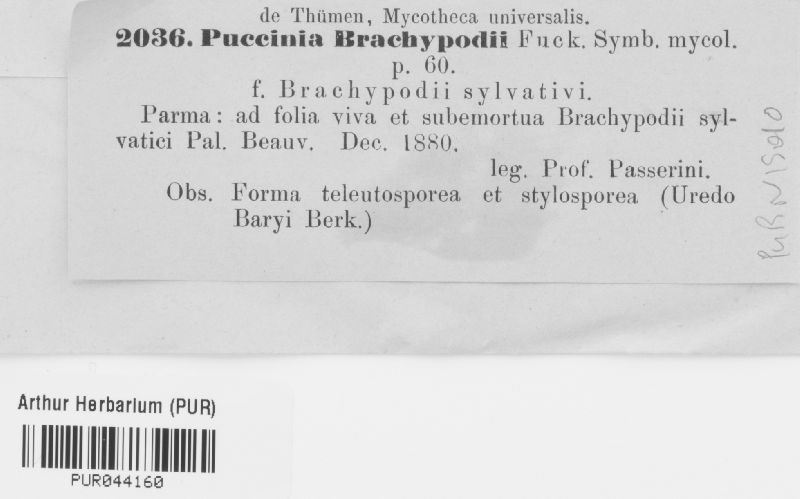 de Thümen, Mycotheca universalis.
2036. Puccinia Brachypodii Fuck. Symb. mycol.
p. 60.
f. Brachypodii sylvativi.
Parma: ad folia viva et subemortua Brachypodii syl-
vatici Pal. Beauv. Dec. 1880.
leg. Prof. Passerini.
Obs. Forma teleutosporea et stylosporea (Uredo
Baryi Berk.)
PUR N15010
Arthur Herbarium (PUR)
PUR044160